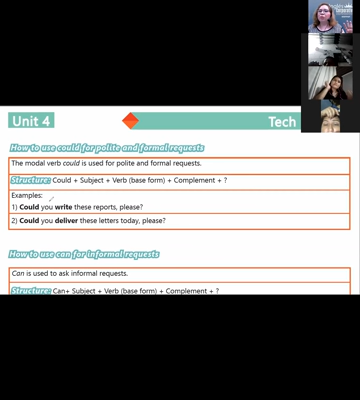 Unit 4
Tech
How to use could for polite and formal requests
The modal verb could is used for polite and formal requests.
Structure: Could + Subject + Verb (base form) + Complement + ?
Examples:
1) Could you write these reports, please?
2) Could you deliver these letters today, please?
How to use can for informal requests
Can is used to ask informal requests.
Structure: Can+ Subject + Verb (base form) + Complement + ?